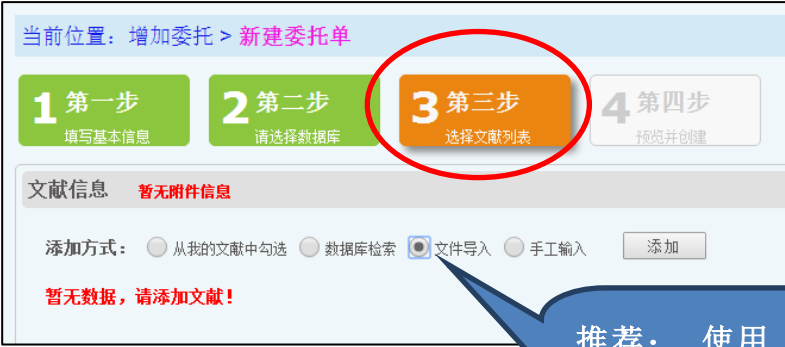 当前位置：增加委托 > 新建委托单
1 第一步
填写基本信息
2 第二步
请选择数据库
3 第三步
选择文献列表
4 第四步
预览并创建
文献信息 暂无附件信息
添加方式： 从我的文献中勾选 数据库检索 文件导入 手工输入 添加
暂无数据，请添加文献！
推荐： 使用